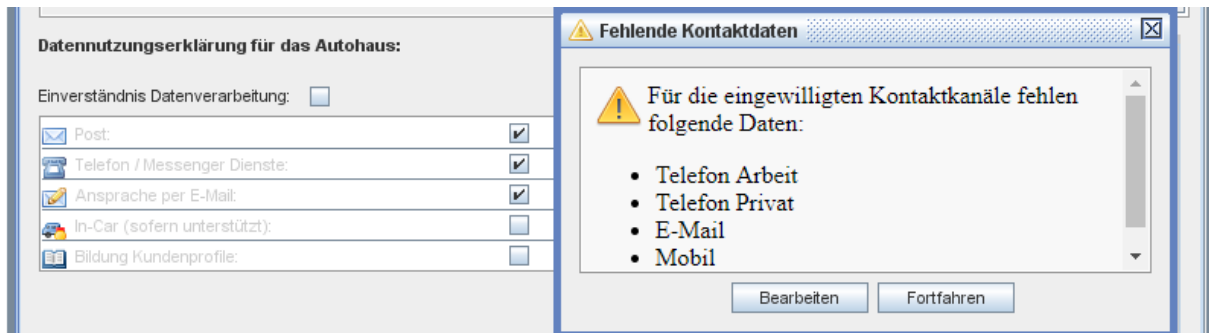 Datennutzungserklärung für das Autohaus:
Einverständnis Datenverarbeitung:
Post:
Telefon / Messenger Dienste:
Ansprache per E-Mail:
In-Car (sofern unterstützt):
Bildung Kundenprofile:
Fehlende Kontaktdaten
Für die eingewilligten Kontaktkanäle fehlen
folgende Daten:
• Telefon Arbeit
• Telefon Privat
• E-Mail
• Mobil
Bearbeiten
Fortfahren